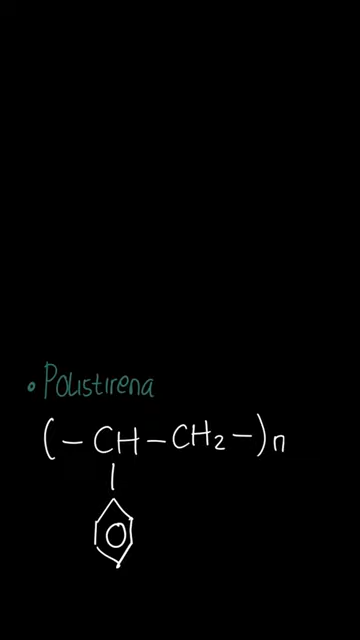 • Polistirena
(-CH-CH2-)n